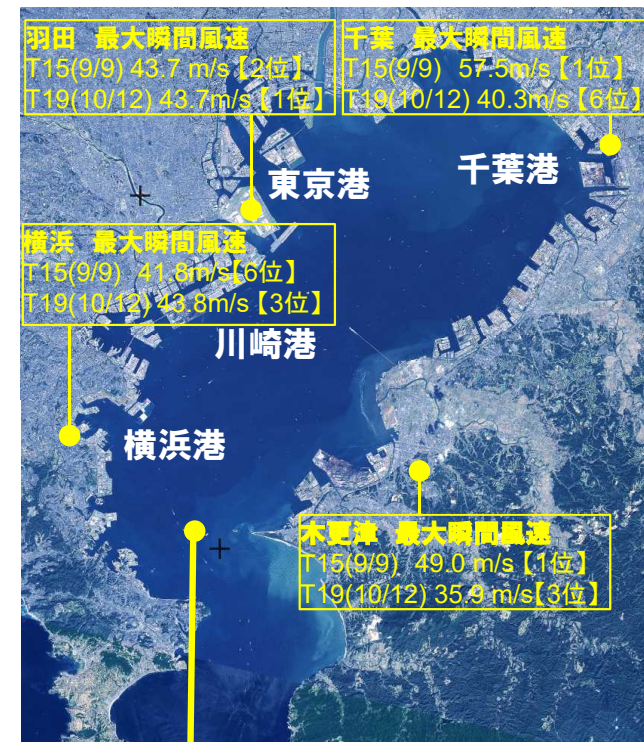 羽田 最大瞬間風速
T15(9/9) 43.7 m/s【2位】
T19(10/12) 43.7m/s【1位】
千葉 最大瞬間風速
T15(9/9) 57.5m/s【1位】
T19(10/12) 40.3m/s【6位】
千葉港
東京港
横浜 最大瞬間風速
T15(9/9) 41.8m/s【6位】
T19(10/12) 43.8m/s【3位】
川崎港
横浜港
木更津 最大瞬間風速
T15(9/9) 49.0 m/s【1位】
T19(10/12) 35.9 m/s【3位】